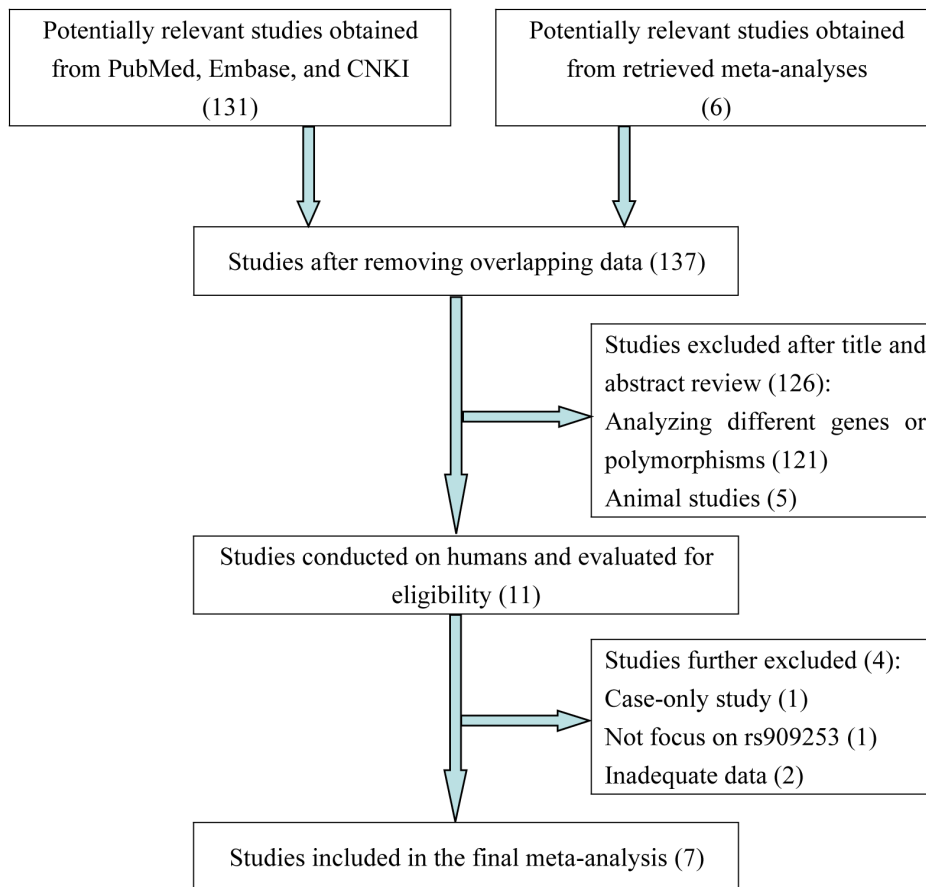 Potentially relevant studies obtained
from PubMed, Embase, and CNKI
(131)
Potentially relevant studies obtained
from retrieved meta-analyses
(6)
Studies after removing overlapping data (137)
Studies excluded after title and
abstract review (126):
Analyzing different genes or
polymorphisms (121)
Animal studies (5)
Studies conducted on humans and evaluated for
eligibility (11)
Studies further excluded (4):
Case-only study (1)
Not focus on rs909253 (1)
Inadequate data (2)
Studies included in the final meta-analysis (7)